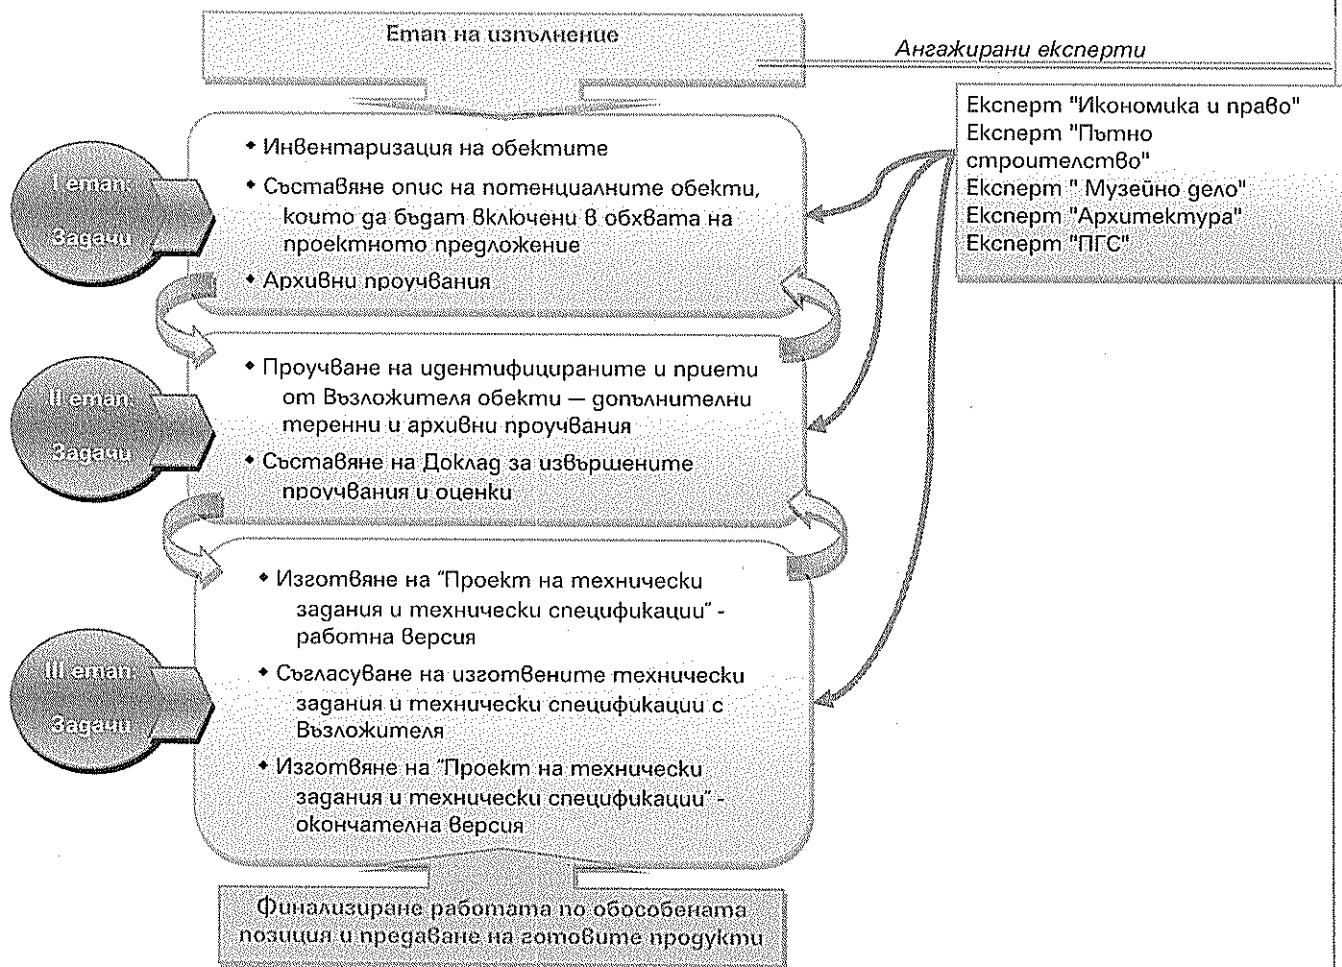 Етап на изпълнение
Ангажирани експерти
Експерт "Икономика и право"
Експерт "Пътно
строителство"
Експерт " Музейно дело"
Експерт "Архитектура"
Експерт "ПГС"
I етап:
Задачи
• Инвентаризация на обектите
• Съставяне опис на потенциалните обекти,
които да бъдат включени в обхвата на
проектното предложение
• Архивни проучвания
II етап:
Задачи
• Проучване на идентифицираните и приети
от Възложителя обекти — допълнителни
теренни и архивни проучвания
• Съставяне на Доклад за извършените
проучвания и оценки
III етап:
Задачи
• Изготвяне на "Проект на технически
задания и технически спецификации" -
работна версия
• Съгласуване на изготвените технически
задания и технически спецификации с
Възложителя
• Изготвяне на "Проект на технически
задания и технически спецификации" -
окончателна версия
Финализиране работата по обособената
позиция и предаване на готовите продукти